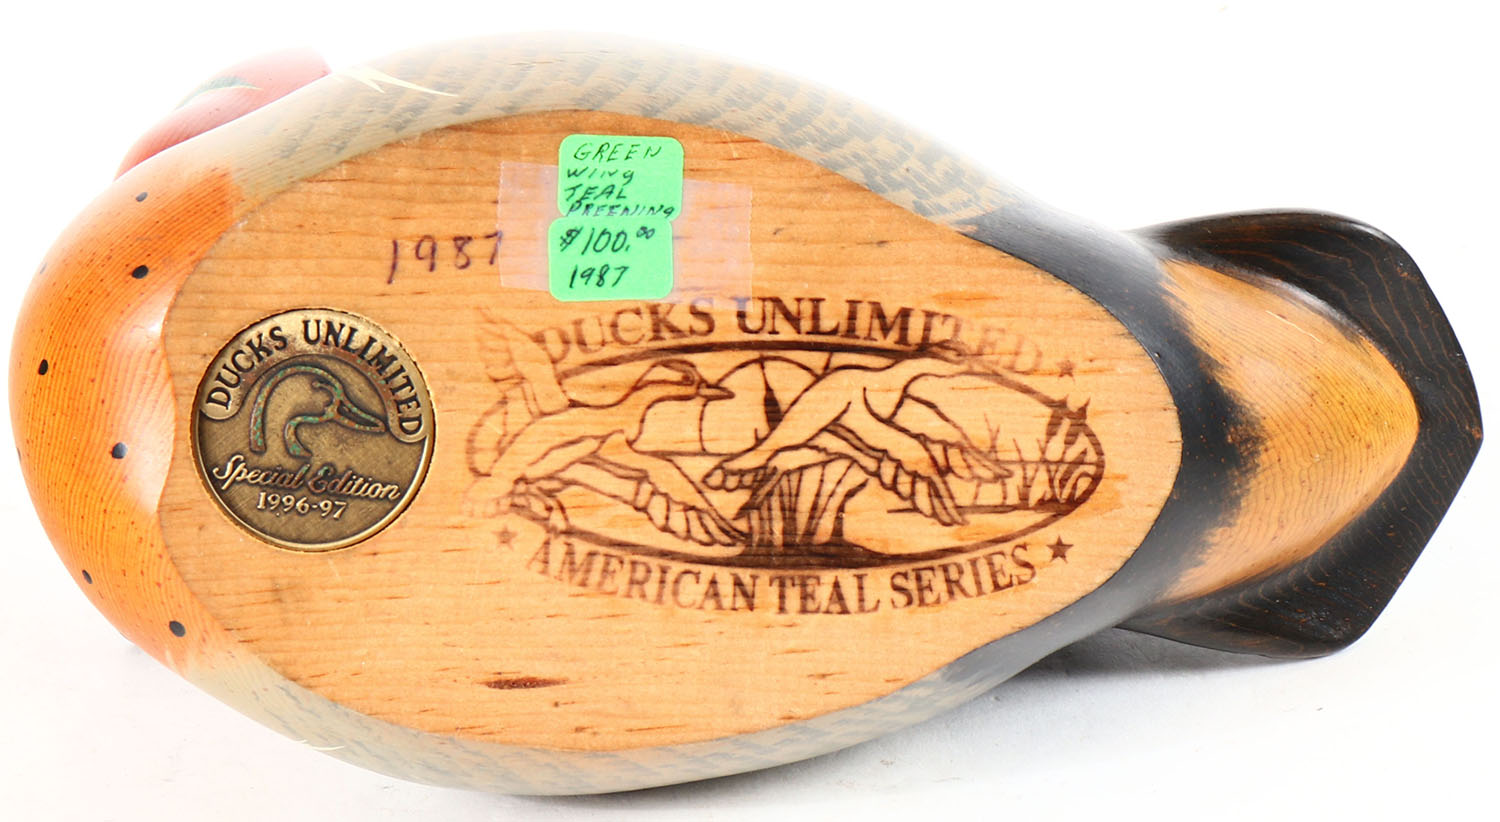 GREEN
Wing
TEAL
PREENING
$100.00
1987
1987
DUCKS UNLIMITED
Special Edition
1996-97
DUCKS UNLIMITED
AMERICAN TEAL SERIES